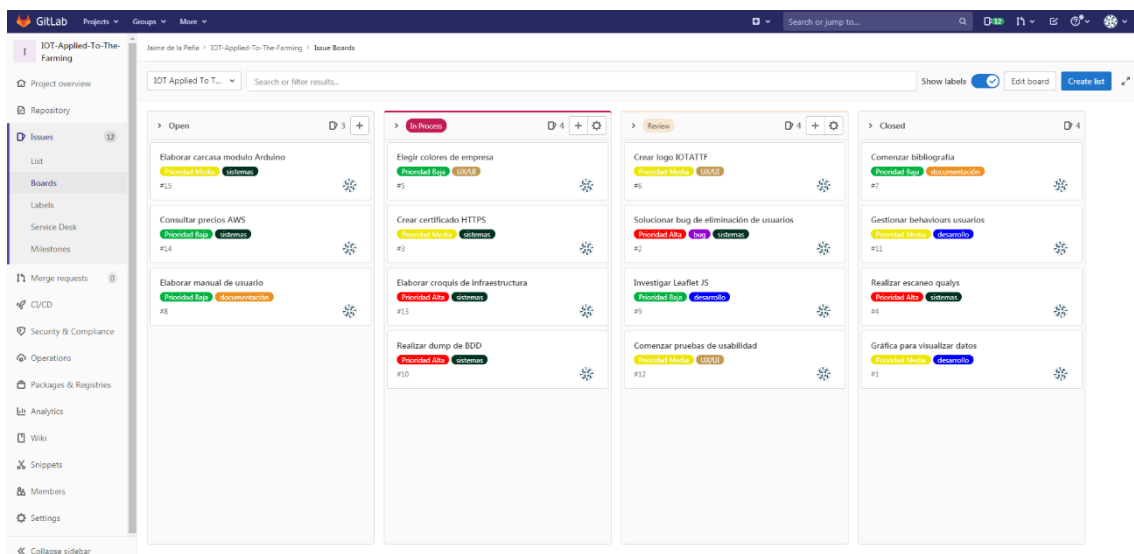 GitLab Projects Groups More Search or jump to... 12
I IOT-Applied-To-The-Farming
Jaime de la Peña > IOT-Applied-To-The-Farming > Issue Boards
Project overview
Repository
Issues 12
List
Boards
Labels
Service Desk
Milestones
Merge requests 0
CI/CD
Security & Compliance
Operations
Packages & Registries
Analytics
Wiki
Snippets
Members
Settings
Collapse sidebar
IOT Applied To T... Search or filter results... Show labels Edit board Create list
Open 3
Elaborar carcasa modulo Arduino
Prioridad Media sistemas
#15
Consultar precios AWS
Prioridad Baja sistemas
#14
Elaborar manual de usuario
Prioridad Baja documentación
#8
In Process 4
Elegir colores de empresa
Prioridad Baja UX/UI
#5
Crear certificado HTTPS
Prioridad Media sistemas
#3
Elaborar croquis de infraestructura
Prioridad Alta sistemas
#13
Realizar dump de BDD
Prioridad Alta sistemas
#10
Review 4
Crear logo IOTATTF
Prioridad Media UX/UI
#6
Solucionar bug de eliminación de usuarios
Prioridad Alta bug sistemas
#2
Investigar Leaflet JS
Prioridad Baja desarrollo
#9
Comenzar pruebas de usabilidad
Prioridad Media UX/UI
#12
Closed 4
Comenzar bibliografia
Prioridad Baja documentación
#7
Gestionar behaviours usuarios
Prioridad Media desarrollo
#11
Realizar escaneo qualys
Prioridad Alta sistemas
#4
Gráfica para visualizar datos
Prioridad Media desarrollo
#1